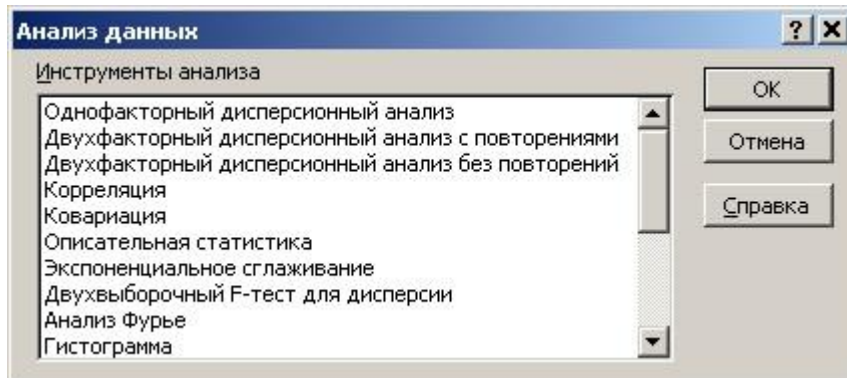 Анализ данных
Инструменты анализа
Однофакторный дисперсионный анализ
Двухфакторный дисперсионный анализ с повторениями
Двухфакторный дисперсионный анализ без повторений
Корреляция
Ковариация
Описательная статистика
Экспоненциальное сглаживание
Двухвыборочный F-тест для дисперсии
Анализ Фурье
Гистограмма
ОК
Отмена
Справка